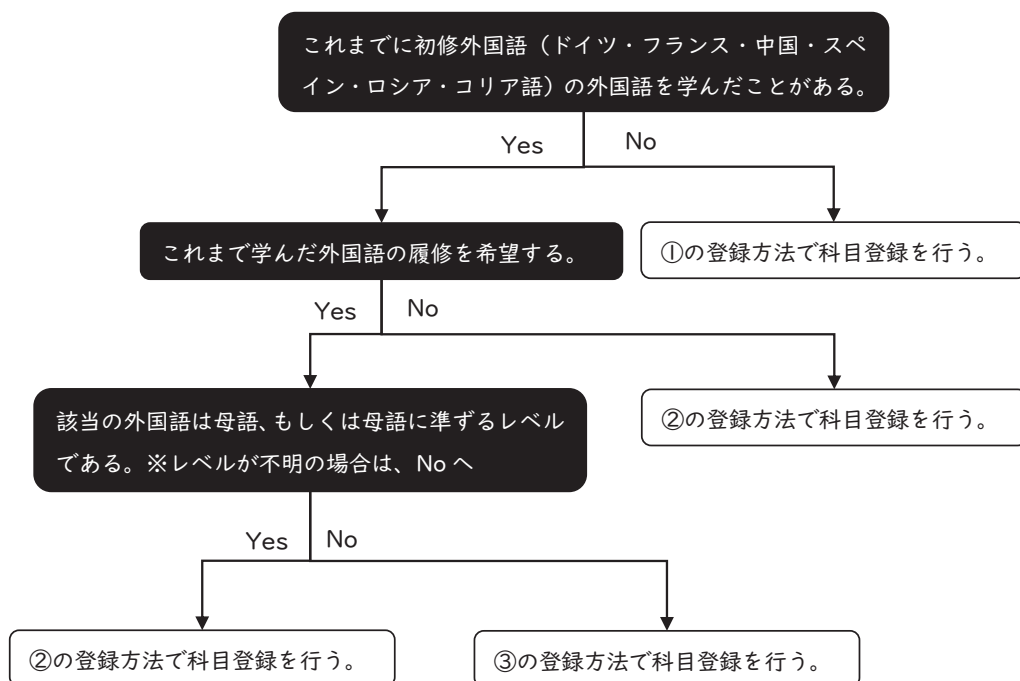 これまでに初修外国語（ドイツ・フランス・中国・スペ
イン・ロシア・コリア語）の外国語を学んだことがある。
Yes
No
これまで学んだ外国語の履修を希望する。
①の登録方法で科目登録を行う。
Yes
No
該当の外国語は母語、もしくは母語に準ずるレベル
である。※レベルが不明の場合は、No へ
②の登録方法で科目登録を行う。
Yes
No
②の登録方法で科目登録を行う。
③の登録方法で科目登録を行う。